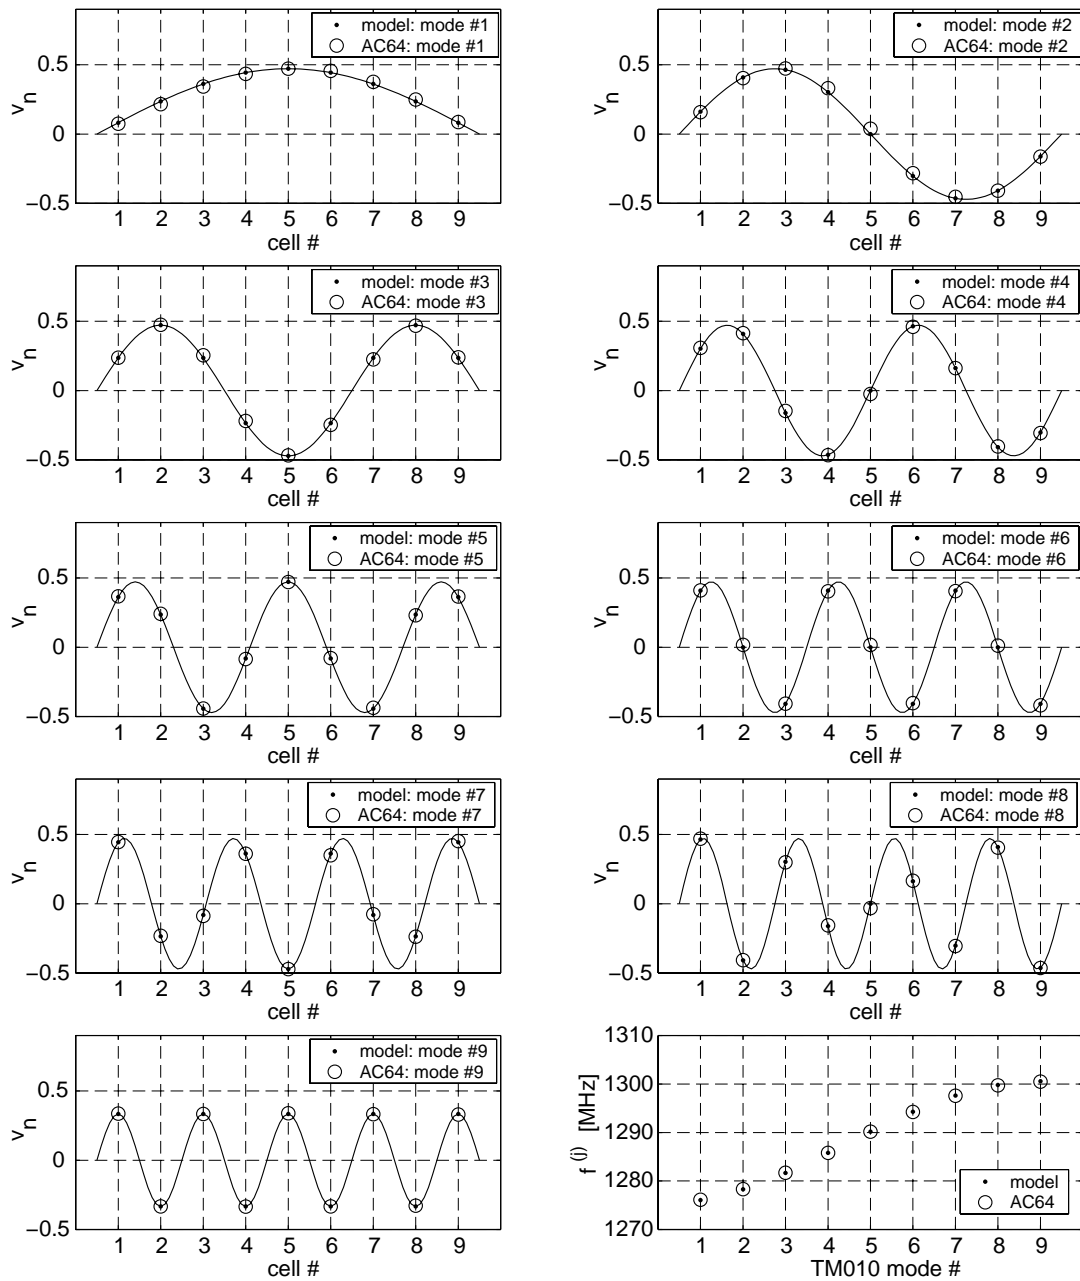 model: mode #1
AC64: mode #1
0.5
0
−0.5
v_n
1 2 3 4 5 6 7 8 9
cell #
model: mode #2
AC64: mode #2
0.5
0
−0.5
v_n
1 2 3 4 5 6 7 8 9
cell #
model: mode #3
AC64: mode #3
0.5
0
−0.5
v_n
1 2 3 4 5 6 7 8 9
cell #
model: mode #4
AC64: mode #4
0.5
0
−0.5
v_n
1 2 3 4 5 6 7 8 9
cell #
model: mode #5
AC64: mode #5
0.5
0
−0.5
v_n
1 2 3 4 5 6 7 8 9
cell #
model: mode #6
AC64: mode #6
0.5
0
−0.5
v_n
1 2 3 4 5 6 7 8 9
cell #
model: mode #7
AC64: mode #7
0.5
0
−0.5
v_n
1 2 3 4 5 6 7 8 9
cell #
model: mode #8
AC64: mode #8
0.5
0
−0.5
v_n
1 2 3 4 5 6 7 8 9
cell #
model: mode #9
AC64: mode #9
0.5
0
−0.5
v_n
1 2 3 4 5 6 7 8 9
cell #
1310
1300
1290
1280
1270
f (j) [MHz]
model
AC64
1 2 3 4 5 6 7 8 9
TM010 mode #